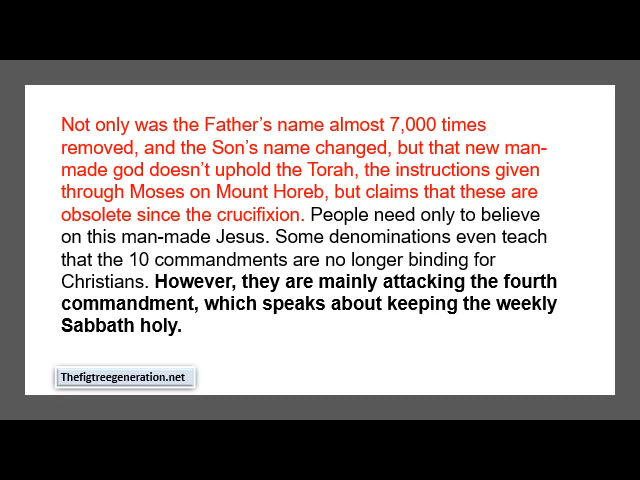 Not only was the Father’s name almost 7,000 times
removed, and the Son’s name changed, but that new man-
made god doesn’t uphold the Torah, the instructions given
through Moses on Mount Horeb, but claims that these are
obsolete since the crucifixion. People need only to believe
on this man-made Jesus. Some denominations even teach
that the 10 commandments are no longer binding for
Christians. However, they are mainly attacking the fourth
commandment, which speaks about keeping the weekly
Sabbath holy.
Thefigtreegeneration.net